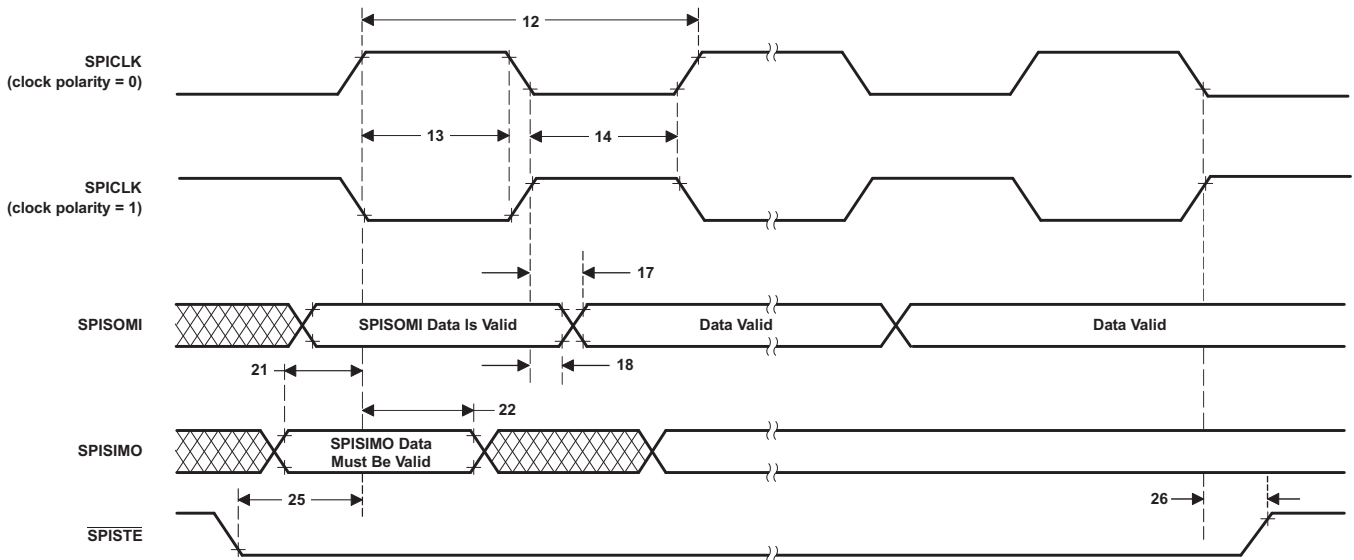 12
SPICLK
(clock polarity = 0)
13
14
SPICLK
(clock polarity = 1)
17
SPISOMI
SPISOMI Data Is Valid
Data Valid
Data Valid
21
18
22
SPISIMO
SPISIMO Data
Must Be Valid
25
26
SPISTE